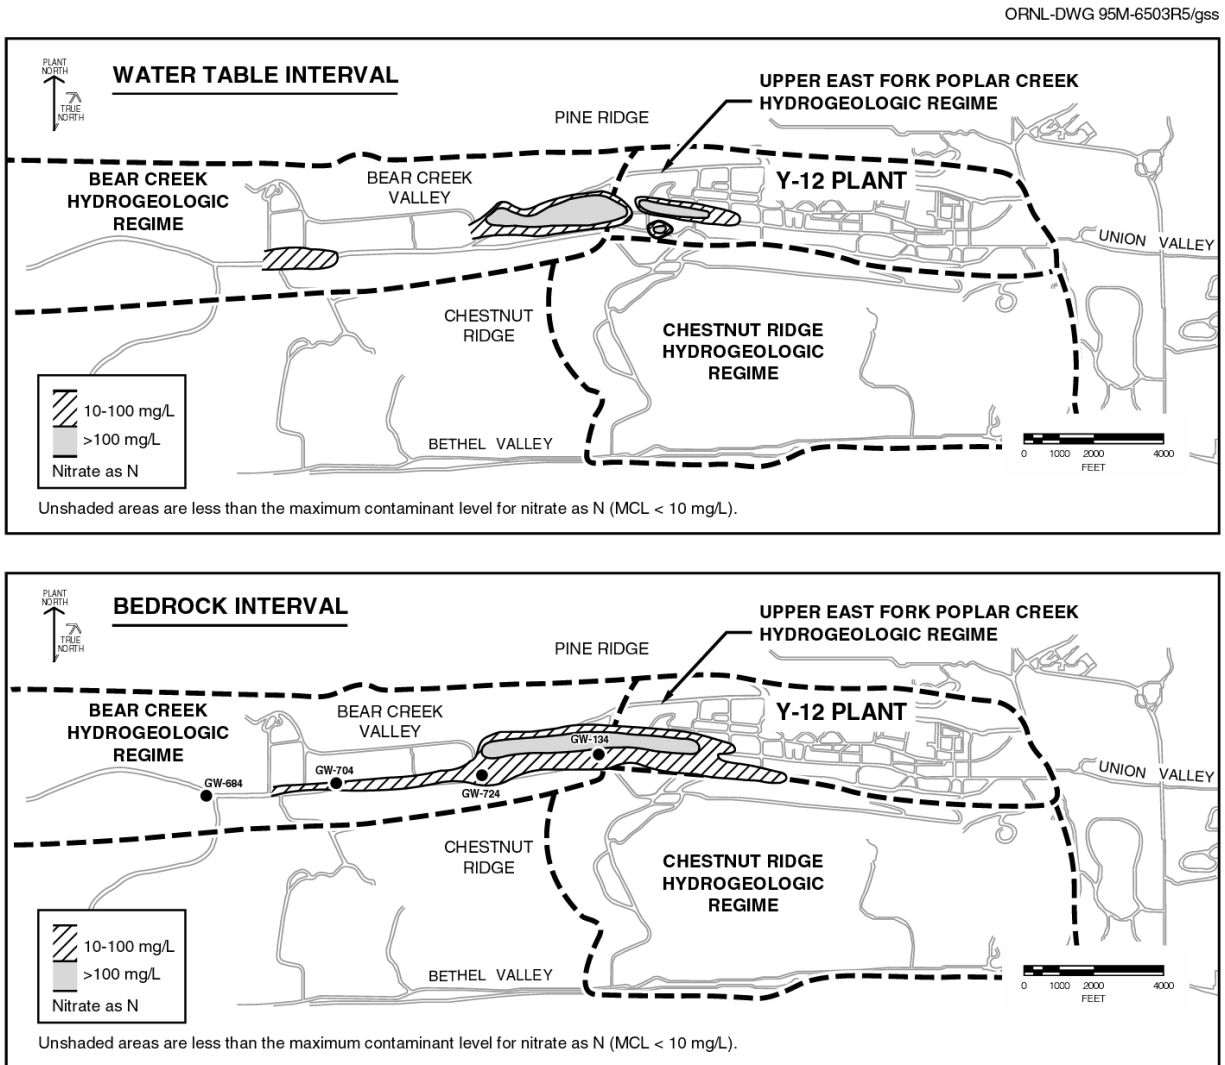 ORNL-DWG 95M-6503R5/gss
PLANT
NORTH
TRUE
NORTH
WATER TABLE INTERVAL
UPPER EAST FORK POPLAR CREEK
HYDROGEOLOGIC REGIME
PINE RIDGE
BEAR CREEK
HYDROGEOLOGIC
REGIME
BEAR CREEK
VALLEY
Y-12 PLANT
UNION VALLEY
CHESTNUT
RIDGE
CHESTNUT RIDGE
HYDROGEOLOGIC
REGIME
10-100 mg/L
>100 mg/L
Nitrate as N
BETHEL VALLEY
0 1000 2000 4000
FEET
Unshaded areas are less than the maximum contaminant level for nitrate as N (MCL < 10 mg/L).
PLANT
NORTH
TRUE
NORTH
BEDROCK INTERVAL
UPPER EAST FORK POPLAR CREEK
HYDROGEOLOGIC REGIME
PINE RIDGE
BEAR CREEK
HYDROGEOLOGIC
REGIME
BEAR CREEK
VALLEY
Y-12 PLANT
GW-134
UNION VALLEY
GW-704
GW-684
GW-724
CHESTNUT
RIDGE
CHESTNUT RIDGE
HYDROGEOLOGIC
REGIME
10-100 mg/L
>100 mg/L
Nitrate as N
BETHEL VALLEY
0 1000 2000 4000
FEET
Unshaded areas are less than the maximum contaminant level for nitrate as N (MCL < 10 mg/L).